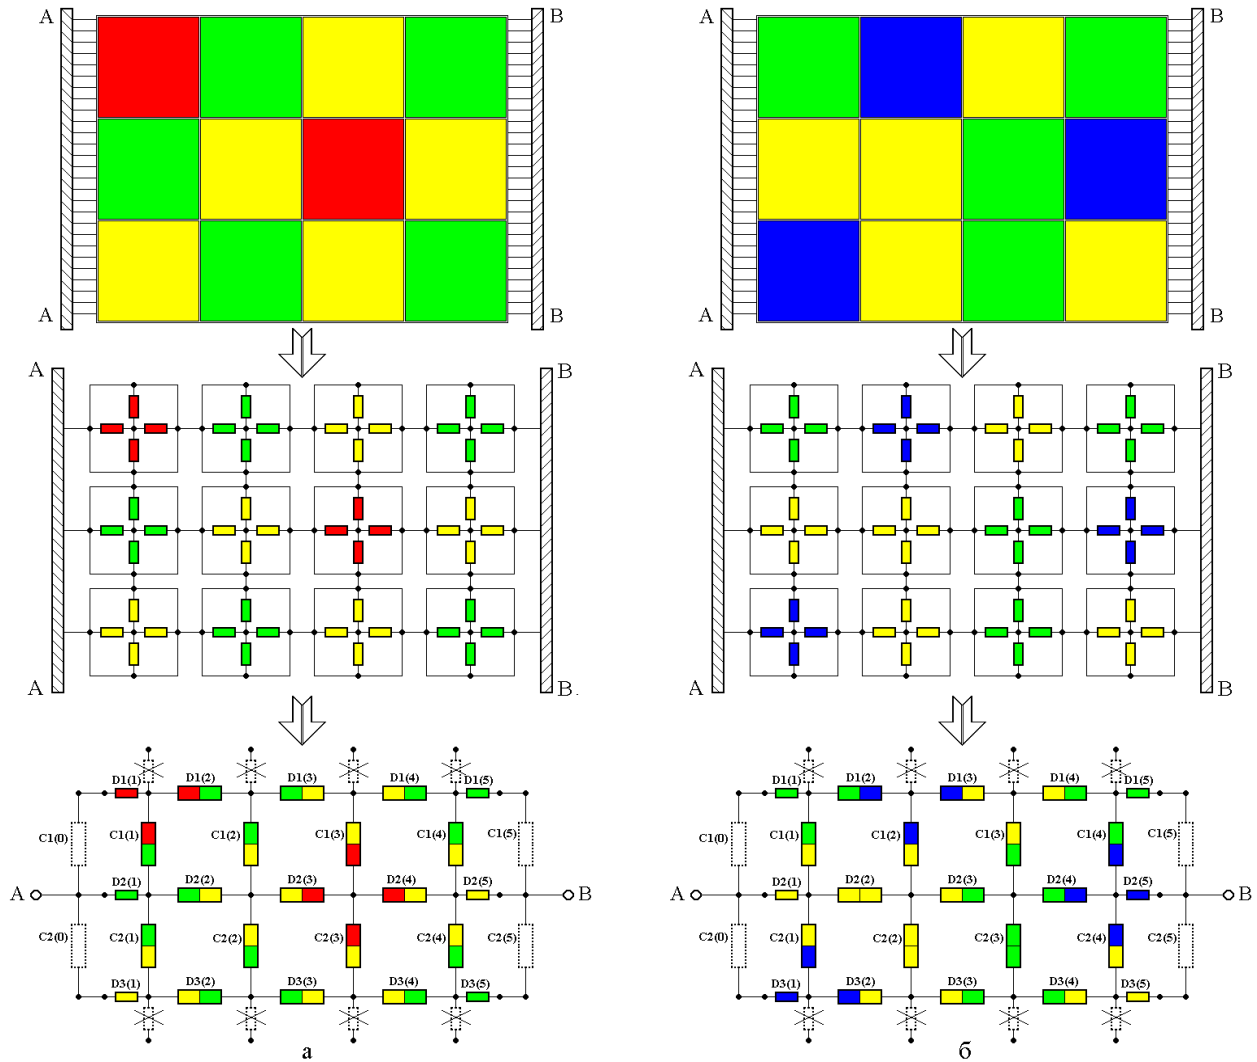 A B A B
A B A B
A B A B
A B. A B
D1(1) D1(2) D1(3) D1(4) D1(5) D1(1) D1(2) D1(3) D1(4) D1(5)
C1(0) C1(1) C1(2) C1(3) C1(4) C1(5) C1(0) C1(1) C1(2) C1(3) C1(4) C1(5)
D2(1) D2(2) D2(3) D2(4) D2(5) D2(1) D2(2) D2(3) D2(4) D2(5)
A B A B
C2(0) C2(1) C2(2) C2(3) C2(4) C2(5) C2(0) C2(1) C2(2) C2(3) C2(4) C2(5)
D3(1) D3(2) D3(3) D3(4) D3(5) D3(1) D3(2) D3(3) D3(4) D3(5)
а б